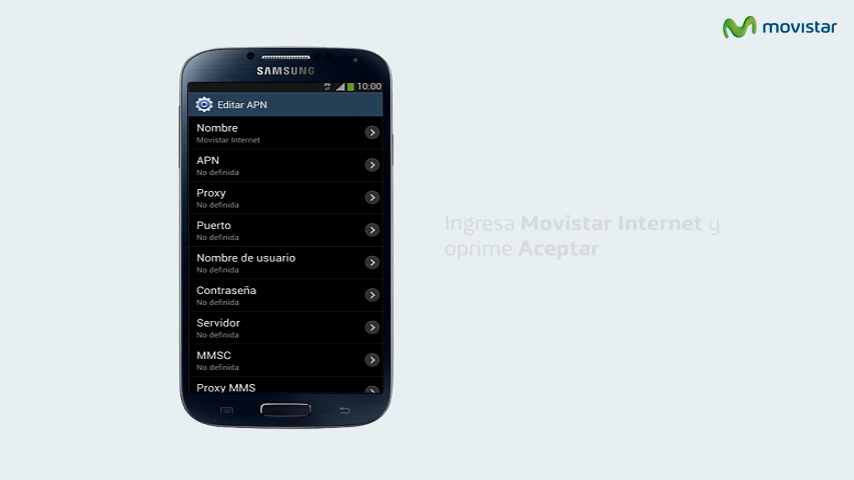 movistar
SAMSUNG
10:00
Editar APN
Nombre
Movistar Internet
APN
No definida
Proxy
No definida
Puerto
No definida
Nombre de usuario
No definida
Contraseña
No definida
Servidor
No definida
MMSC
No definida
Proxy MMS
Ingresa Movistar Internet y
oprime Aceptar